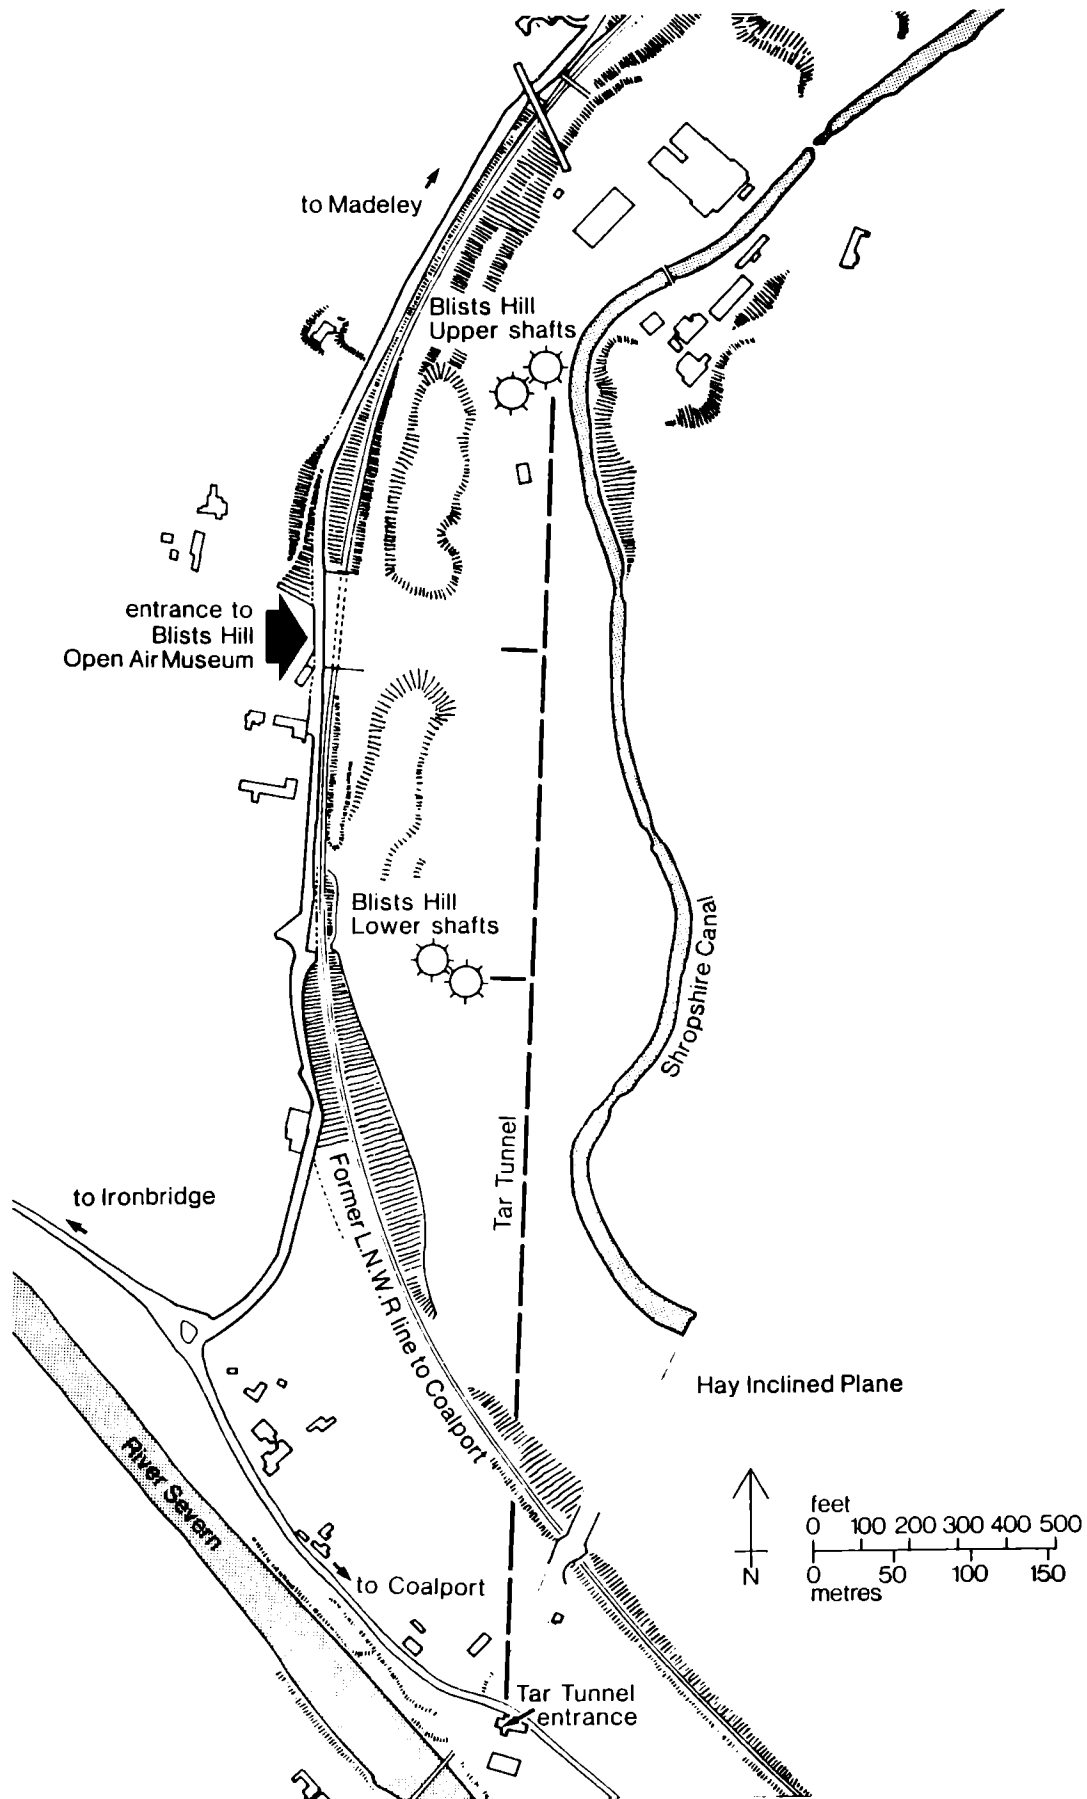 to Madeley
Blists Hill
Upper shafts
entrance to
Blists Hill
Open Air Museum
Blists Hill
Lower shafts
Shropshire Canal
Tar Tunnel
Former L.N.W.R line to Coalport
to Ironbridge
Hay Inclined Plane
River Severn
feet
0 100 200 300 400 500
N
0 50 100 150
metres
to Coalport
Tar Tunnel
entrance